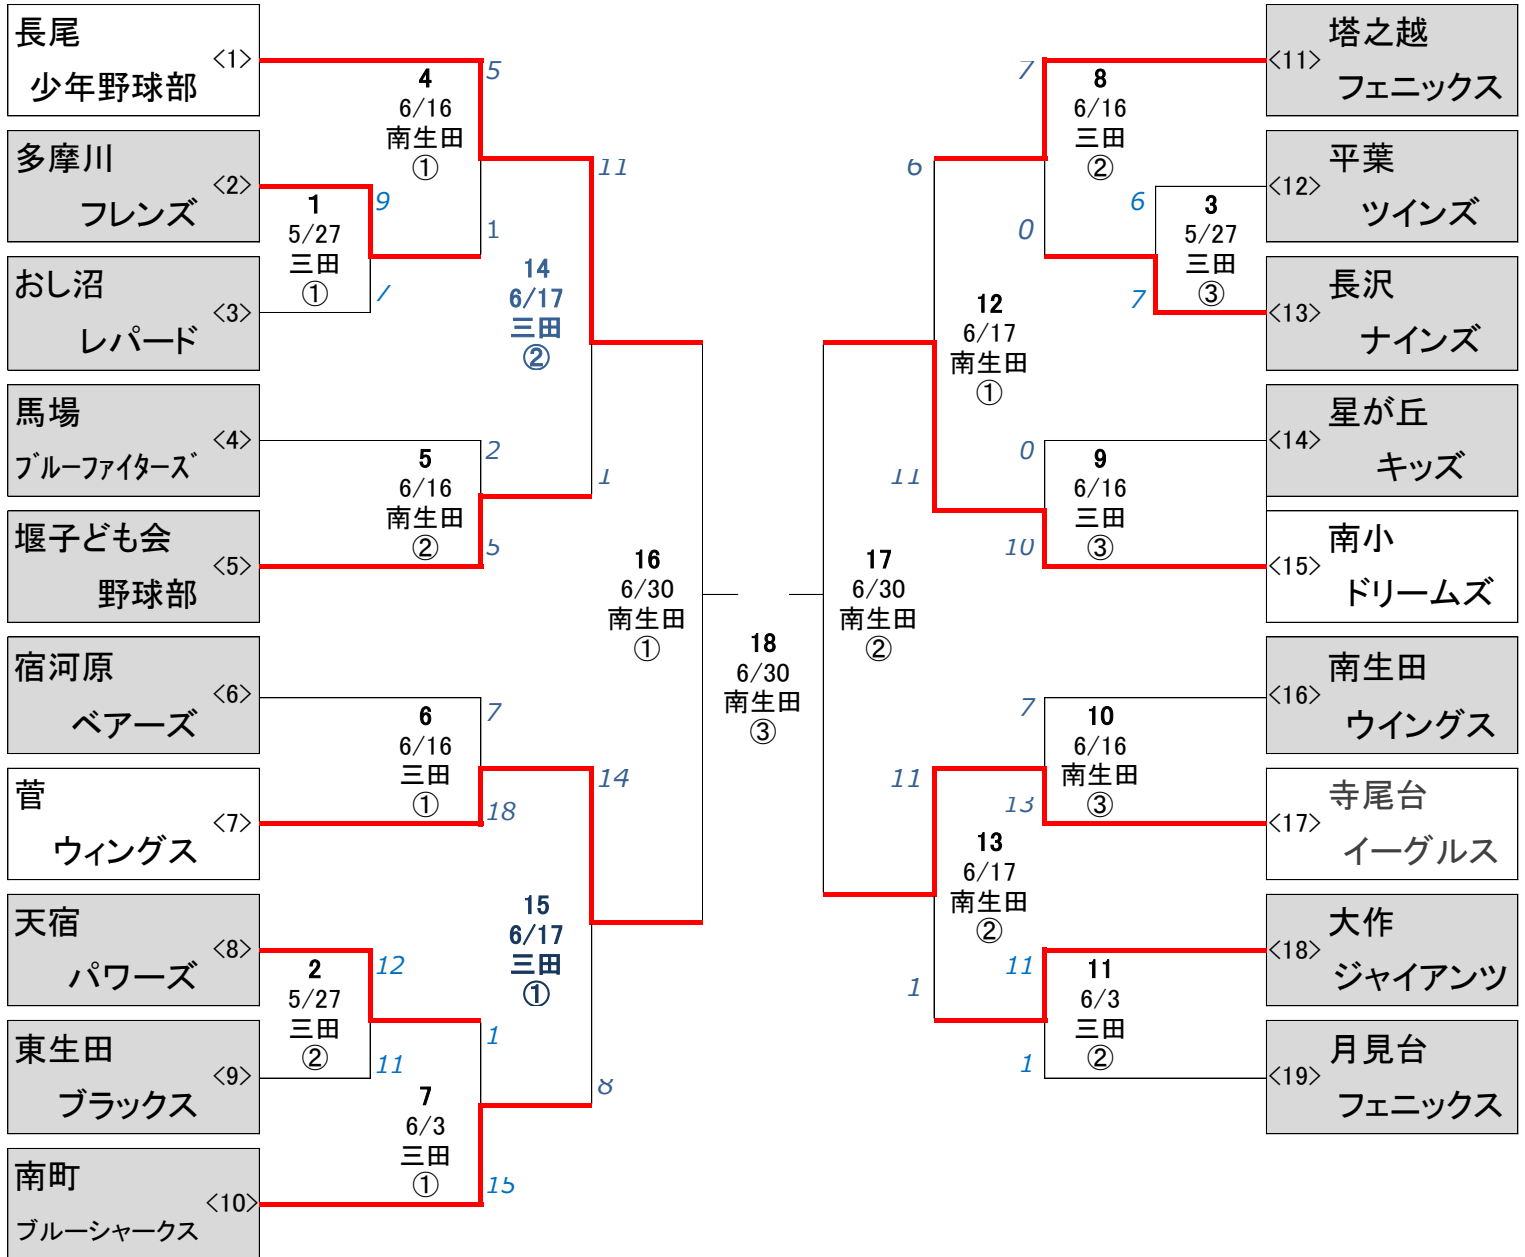 長尾
少年野球部
<1>
多摩川
フレンズ
<2>
おし沼
レパード
<3>
馬場
ブルーファイターズ
<4>
堰子ども会
野球部
<5>
宿河原
ベアーズ
<6>
菅
ウィングス
<7>
天宿
パワーズ
<8>
東生田
ブラックス
<9>
南町
ブルーシャークス
<10>
1
5/27
三田
①
9
7
2
5/27
三田
②
12
11
4
6/16
南生田
①
5
1
5
6/16
南生田
②
2
5
6
6/16
三田
①
7
18
7
6/3
三田
①
1
15
14
6/17
三田
②
11
1
15
6/17
三田
①
14
8
16
6/30
南生田
①
18
6/30
南生田
③
17
6/30
南生田
②
12
6/17
南生田
①
6
11
13
6/17
南生田
②
11
1
8
6/16
三田
②
7
0
9
6/16
三田
③
0
10
10
6/16
南生田
③
7
13
11
6/3
三田
②
11
1
3
5/27
三田
③
6
7
<11>
塔之越
フェニックス
<12>
平葉
ツインズ
<13>
長沢
ナインズ
<14>
星が丘
キッズ
<15>
南小
ドリームズ
<16>
南生田
ウイングス
<17>
寺尾台
イーグルス
<18>
大作
ジャイアンツ
<19>
月見台
フェニックス